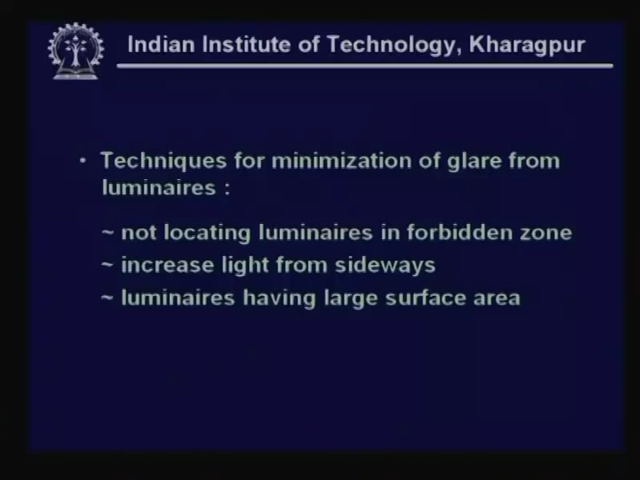 Indian Institute of Technology, Kharagpur
• Techniques for minimization of glare from
luminaires :
~ not locating luminaires in forbidden zone
~ increase light from sideways
~ luminaires having large surface area